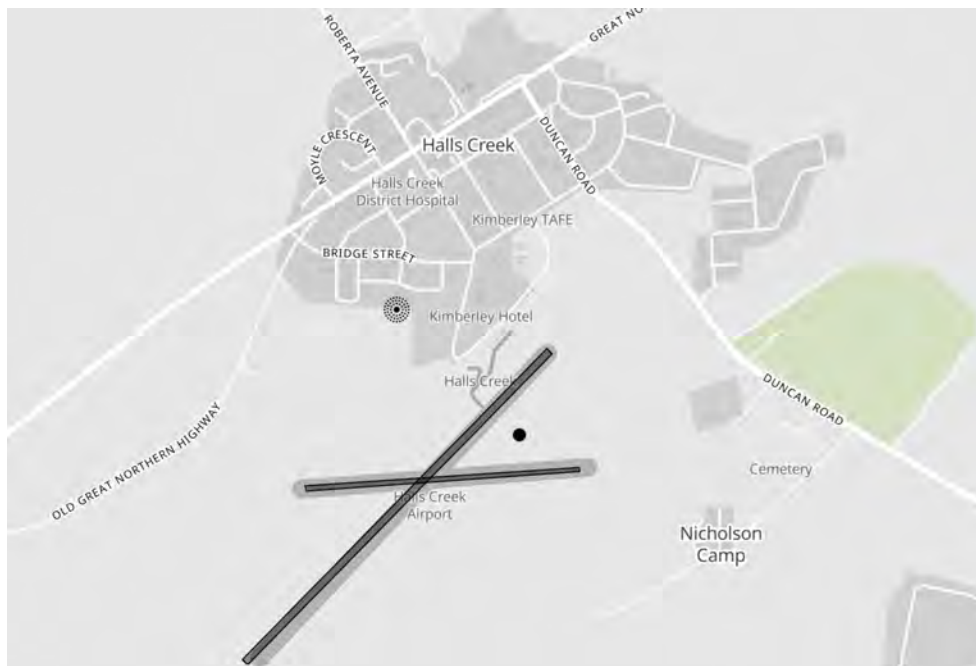 GREAT NO
ROBERTA AVENUE
MOYLE CRESCENT
Halls Creek
DUNCAN ROAD
Halls Creek
District Hospital
Kimberley TAFE
BRIDGE STREET
Kimberley Hotel
Halls Creek
DUNCAN ROAD
OLD GREAT NORTHERN HIGHWAY
Cemetery
Halls Creek
Airport
Nicholson
Camp